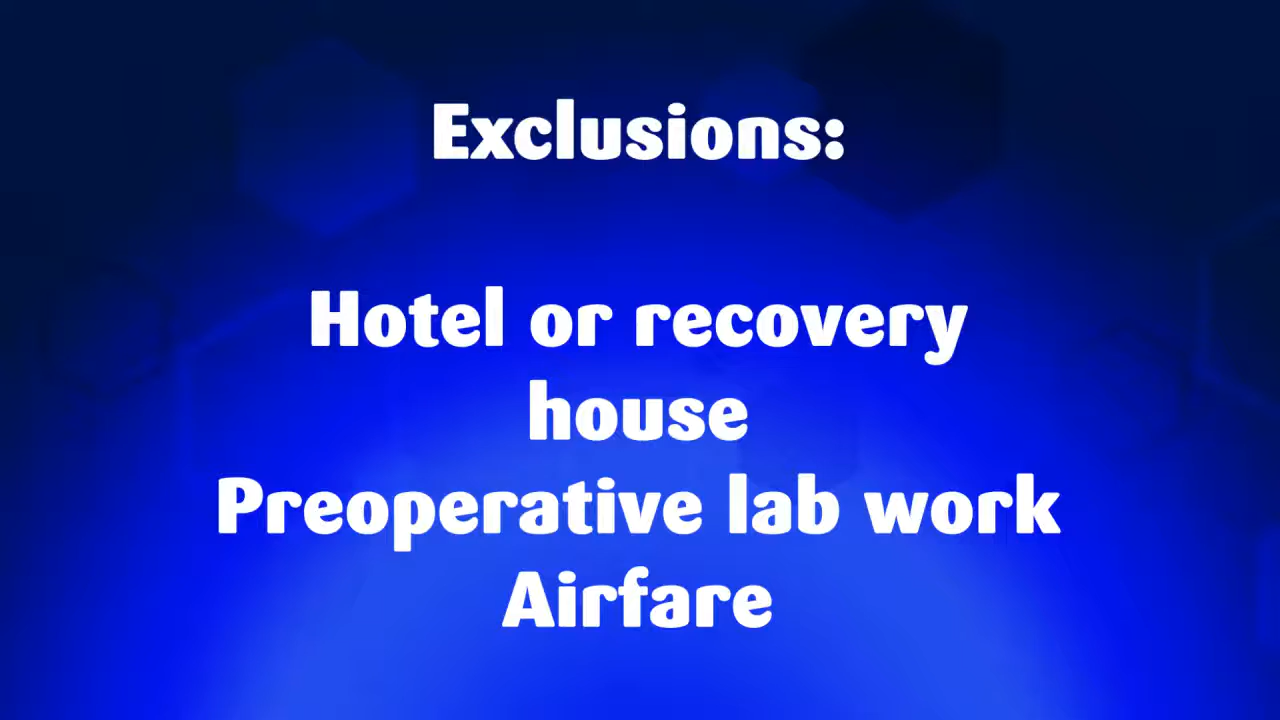 Exclusions:
Hotel or recovery
house
Preoperative lab work
Airfare